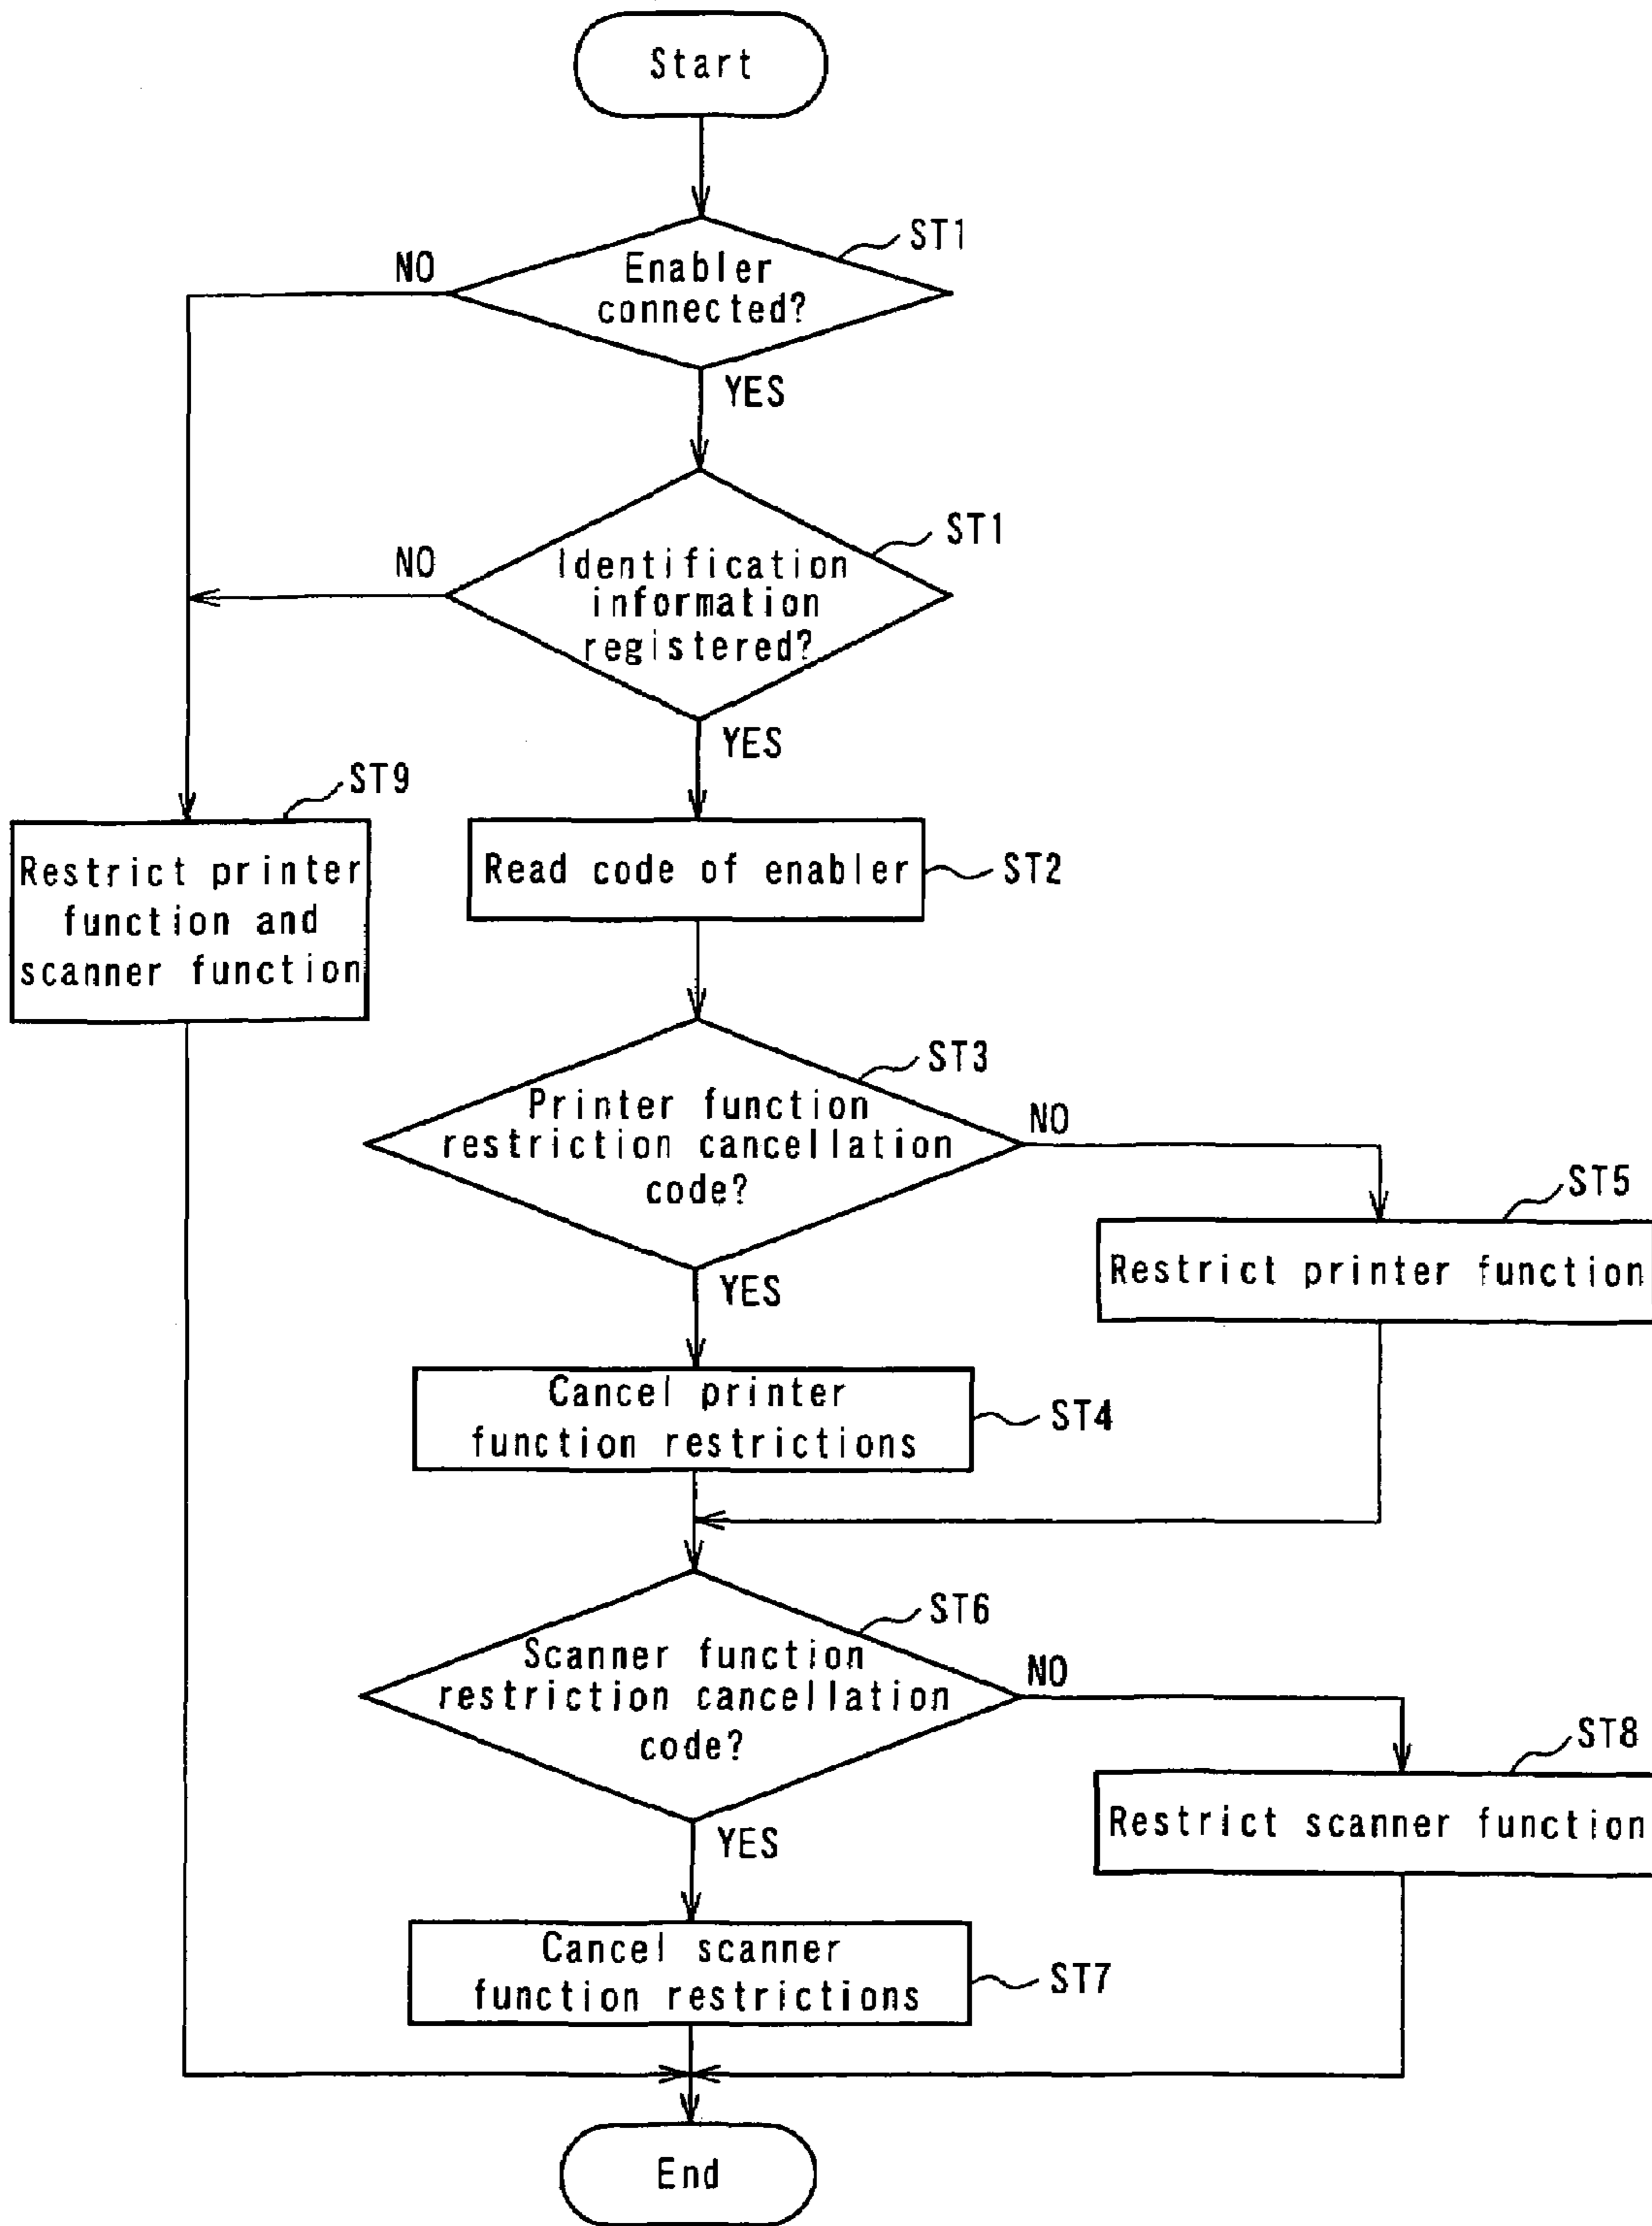 Start
ST1
NO
Enabler
connected?
YES
ST1
NO
Identification
information
registered?
YES
ST9
Restrict printer
function and
scanner function
Read code of enabler
ST2
ST3
Printer function
restriction cancellation
code?
NO
ST5
Restrict printer function
YES
Cancel printer
function restrictions
ST4
ST6
Scanner function
restriction cancellation
code?
NO
ST8
Restrict scanner function
YES
Cancel scanner
function restrictions
ST7
End